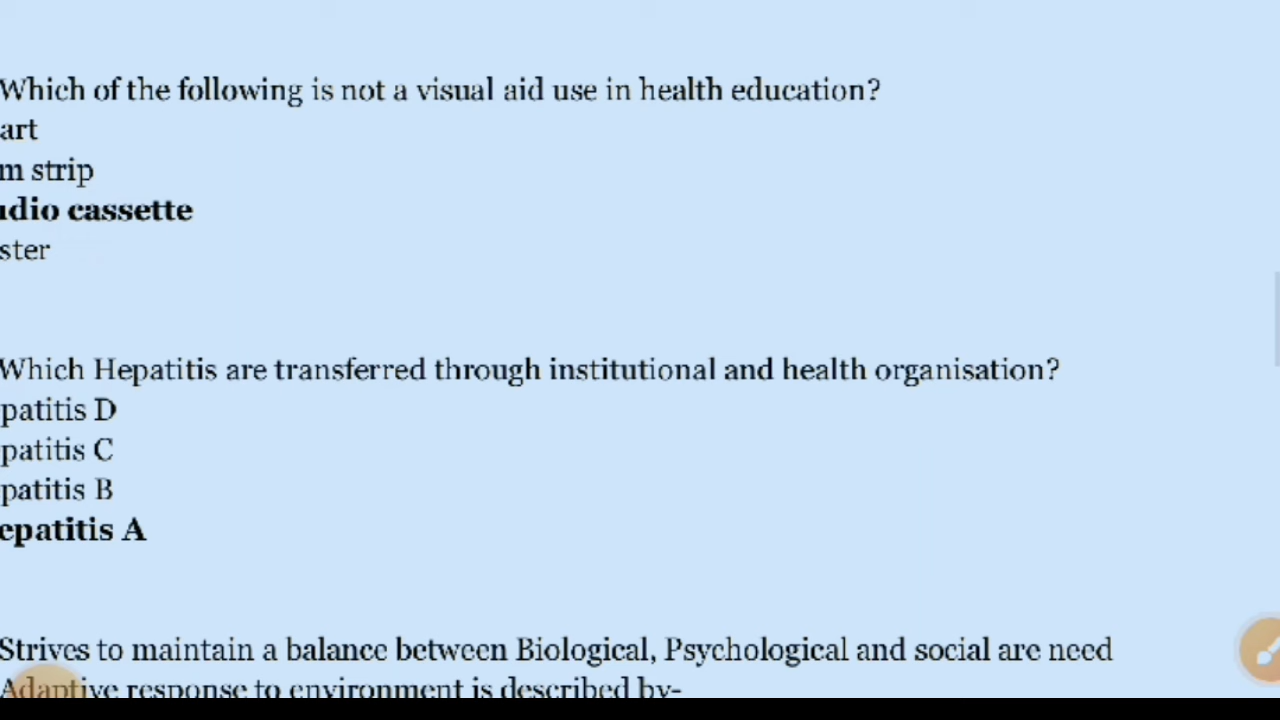 Which of the following is not a visual aid use in health education?
art
m strip
udio cassette
ster
Which Hepatitis are transferred through institutional and health organisation?
patitis D
patitis C
patitis B
epatitis A
Strives to maintain a balance between Biological, Psychological and social are need
Adaptive response to environment is described by-